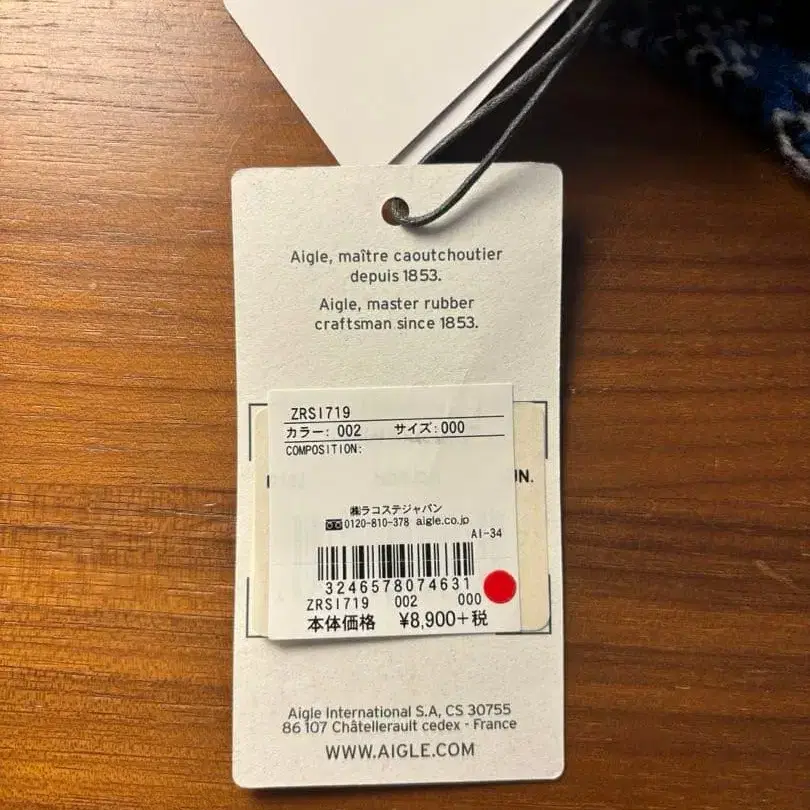 Aigle, maître caoutchoutier
depuis 1853.
Aigle, master rubber
craftsman since 1853.
ZRSI719
カラー: 002 サイズ:000
COMPOSITION:
IN.
㈱ラコステジャパン
0120-810-378 aigle.co.jp
AI-34
3246578074631
ZRSI719 002 000
本体価格 ¥8,900+税
Aigle International S.A, CS 30755
86 107 Châtellerault cedex - France
WWW.AIGLE.COM